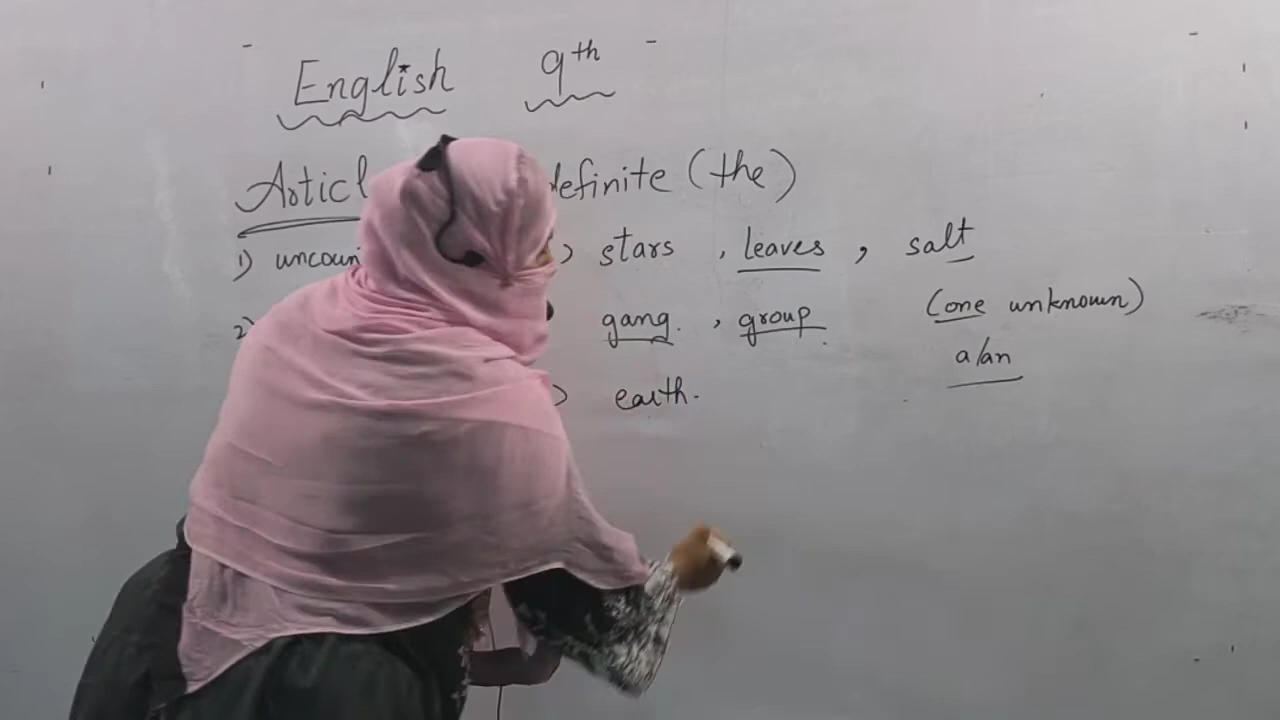 English 9th
Articl definite (the)
1) uncoun , stars , leaves , salt
2) gang. , group. (one unknown)
a/an
earth.